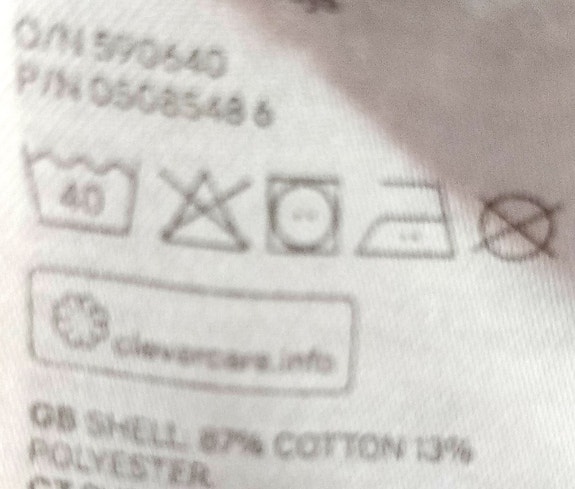 O/N 590640
P/N 0508548 6
40
clevercare.info
GB SHELL: 87% COTTON 13%
POLYESTER